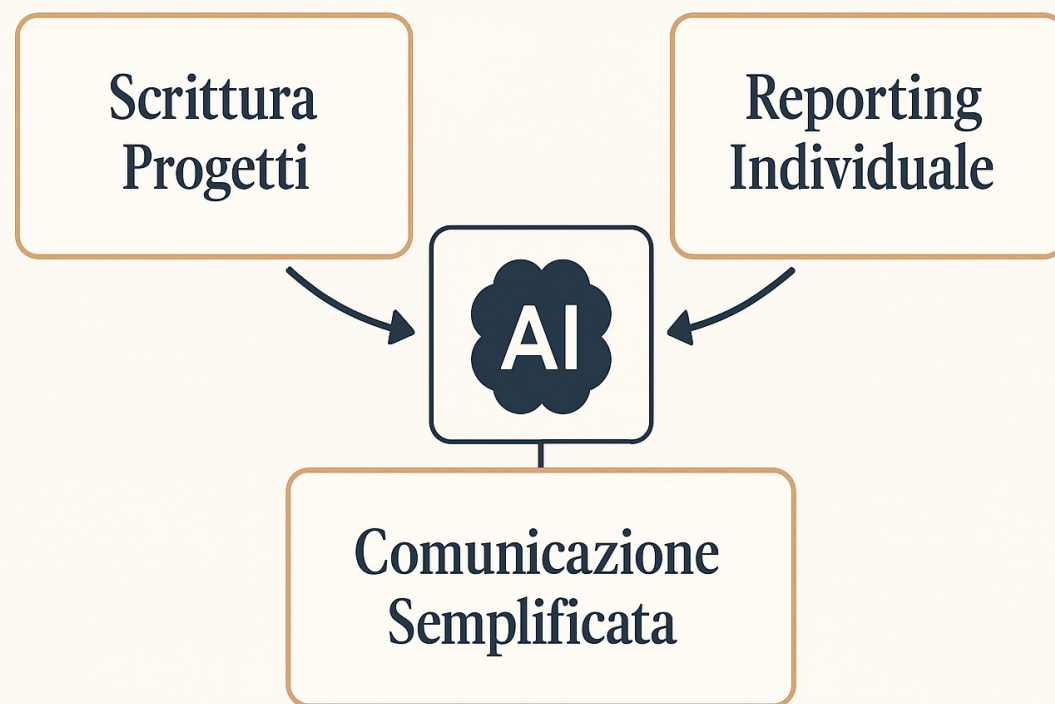 Scrittura
Progetti
Reporting
Individuale
AI
Comunicazione
Semplificata